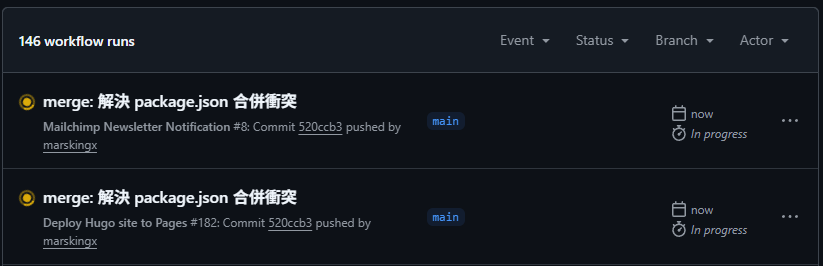 146 workflow runs
Event Status Branch Actor
merge: 解決 package.json 合併衝突
Mailchimp Newsletter Notification #8: Commit 520ccb3 pushed by
marskingx
main
now
In progress
merge: 解決 package.json 合併衝突
Deploy Hugo site to Pages #182: Commit 520ccb3 pushed by
marskingx
main
now
In progress